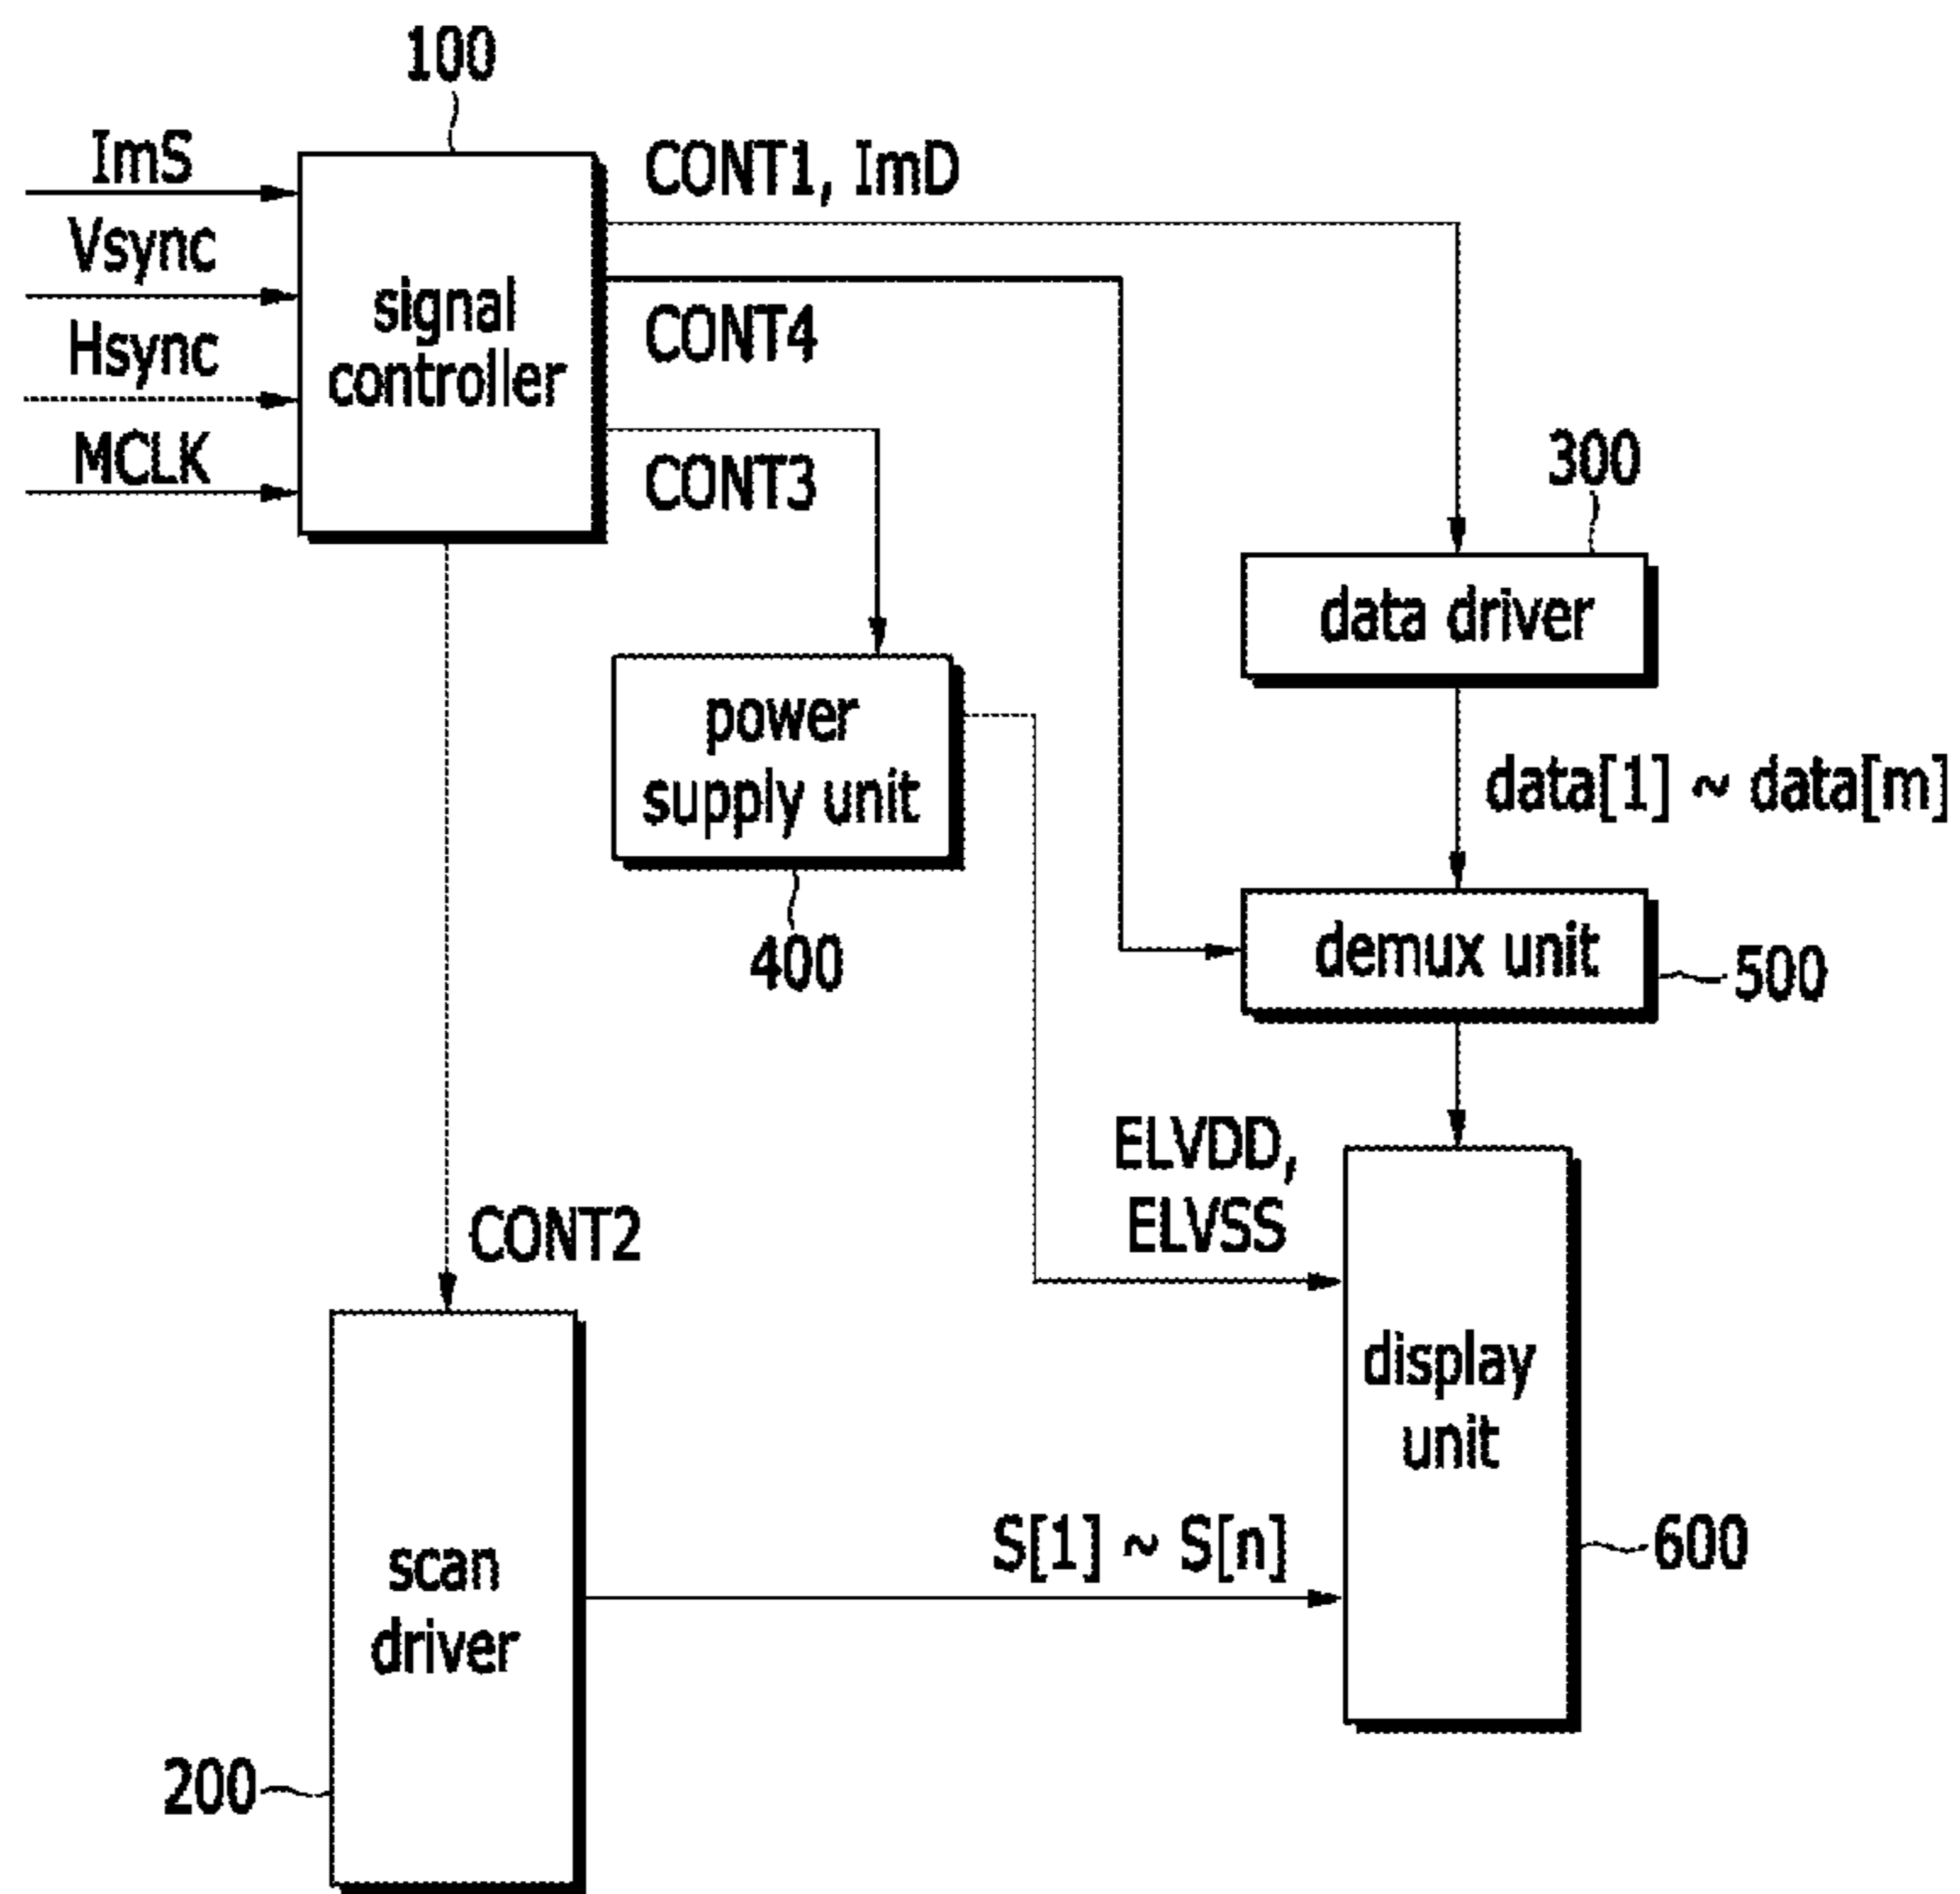 100
ImS
Vsync
Hsync
MCLK
signal
controller
CONT1, ImD
CONT4
CONT3
300
data driver
power
supply unit
400
data[1] ~ data[m]
demux unit
500
ELVDD,
ELVSS
CONT2
display
unit
S[1] ~ S[n]
600
scan
driver
200